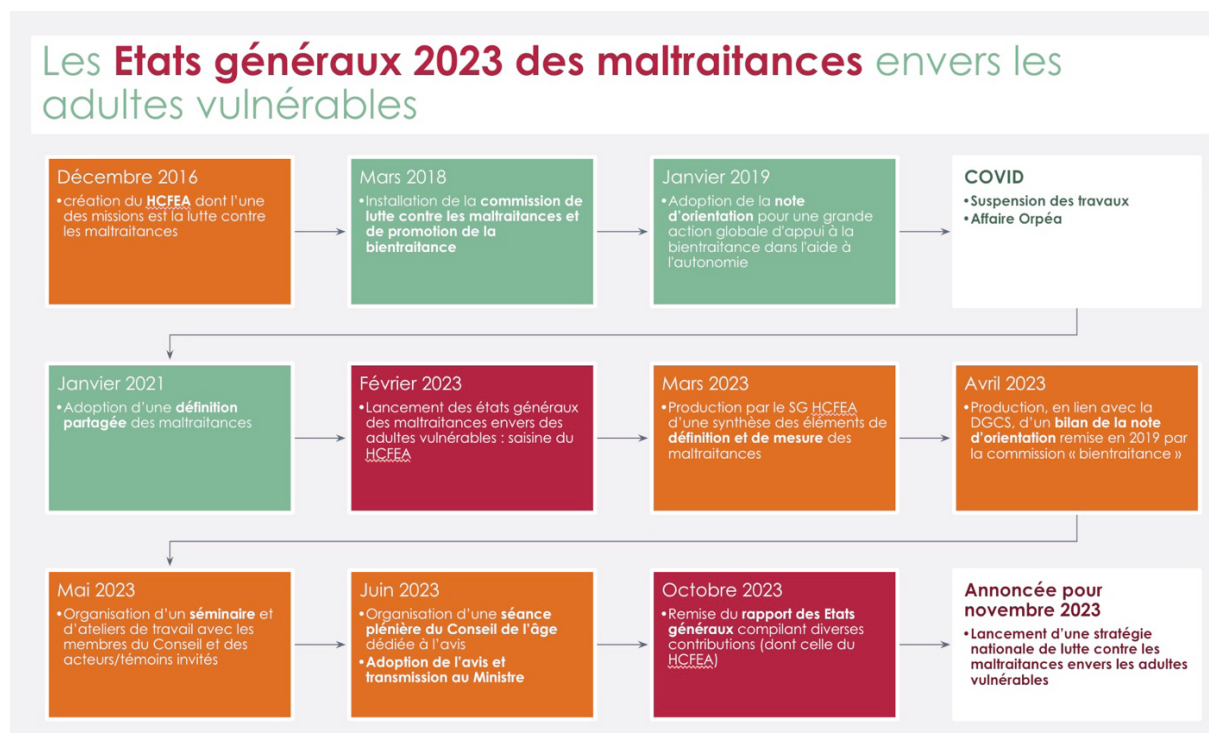 Les Etats généraux 2023 des maltraitances envers les
adultes vulnérables
Décembre 2016
•création du HCFEA dont l'une
des missions est la lutte contre
les maltraitances
Mars 2018
•Installation de la commission de
lutte contre les maltraitances et
de promotion de la
bientraitance
Janvier 2019
•Adoption de la note
d'orientation pour une grande
action globale d'appui à la
bientraitance dans l'aide à
l'autonomie
COVID
•Suspension des travaux
•Affaire Orpéa
Janvier 2021
•Adoption d'une définition
partagée des maltraitances
Février 2023
•Lancement des états généraux
des maltraitances envers des
adultes vulnérables : saisine du
HCFEA
Mars 2023
•Production par le SG HCFEA
d'une synthèse des éléments de
définition et de mesure des
maltraitances
Avril 2023
•Production, en lien avec la
DGCS, d'un bilan de la note
d'orientation remise en 2019 par
la commission « bientraitance »
Mai 2023
•Organisation d'un séminaire et
d'ateliers de travail avec les
membres du Conseil et des
acteurs/témoins invités
Juin 2023
•Organisation d'une séance
plénière du Conseil de l'âge
dédiée à l'avis
•Adoption de l'avis et
transmission au Ministre
Octobre 2023
•Remise du rapport des Etats
généraux compilant diverses
contributions (dont celle du
HCFEA)
Annoncée pour
novembre 2023
•Lancement d'une stratégie
nationale de lutte contre les
maltraitances envers les adultes
vulnérables